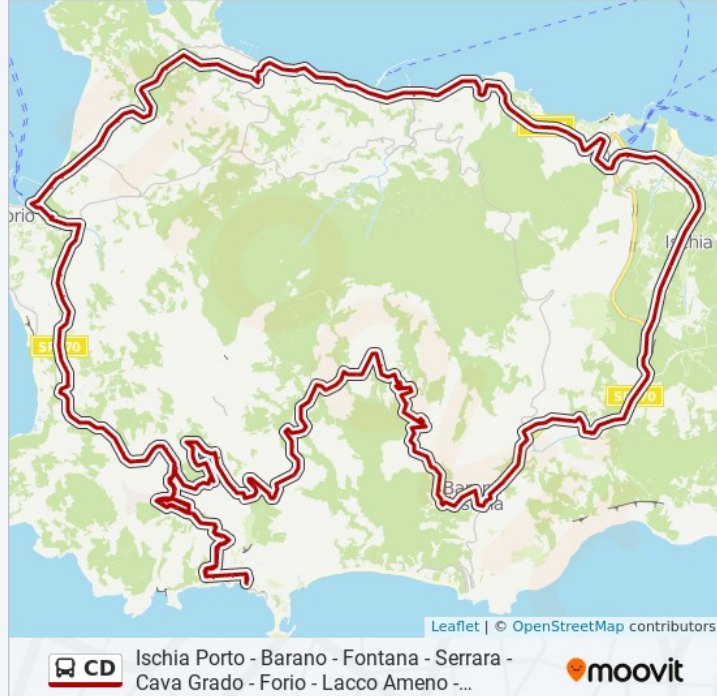 orio
Ischia
SP270
Barano
Leaflet | © OpenStreetMap contributors
CD
Ischia Porto - Barano - Fontana - Serrara -
Cava Grado - Forio - Lacco Ameno -...
moovit